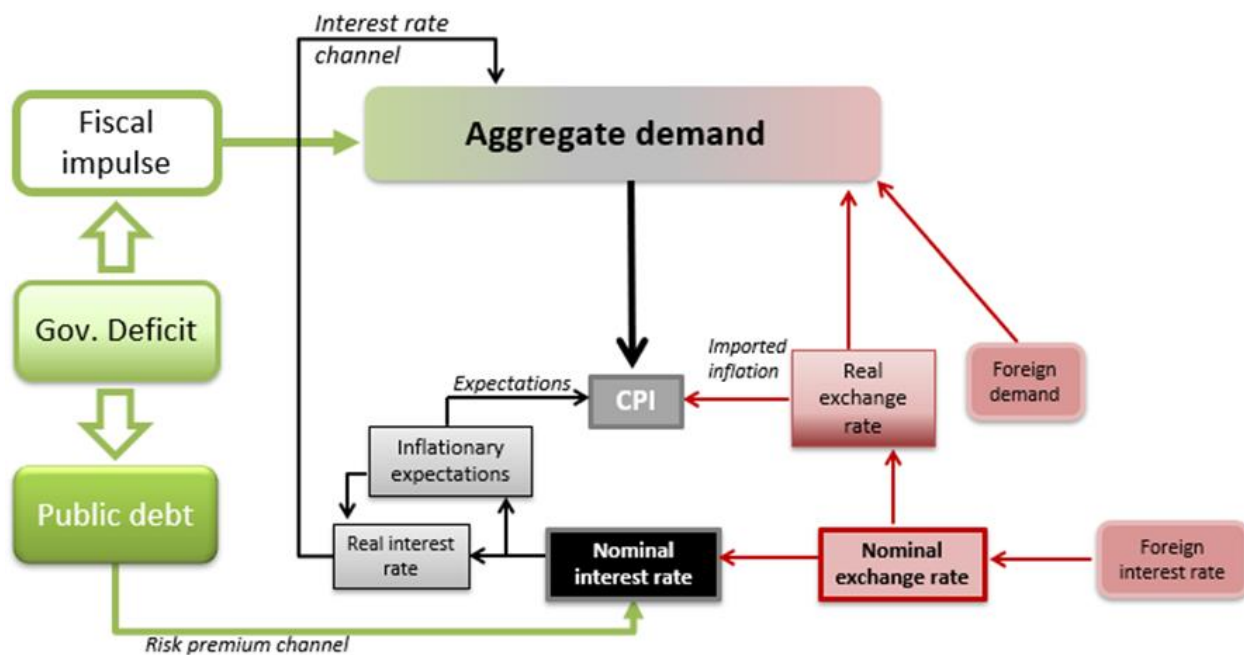 Interest rate
channel
Fiscal
impulse
Aggregate demand
Gov. Deficit
Imported
inflation
Real
exchange
rate
Foreign
demand
Expectations
CPI
Inflationary
expectations
Public debt
Real interest
rate
Nominal
interest rate
Nominal
exchange rate
Foreign
interest rate
Risk premium channel